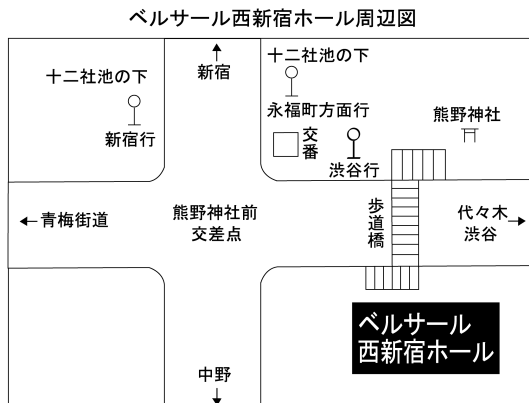 ベルサール西新宿ホール周辺図
十二社池の下
新宿行
↑
新宿
十二社池の下
永福町方面行
交番
渋谷行
熊野神社
←青梅街道
熊野神社前
交差点
歩道橋
代々木
渋谷→
ベルサール
西新宿ホール
中野
↓